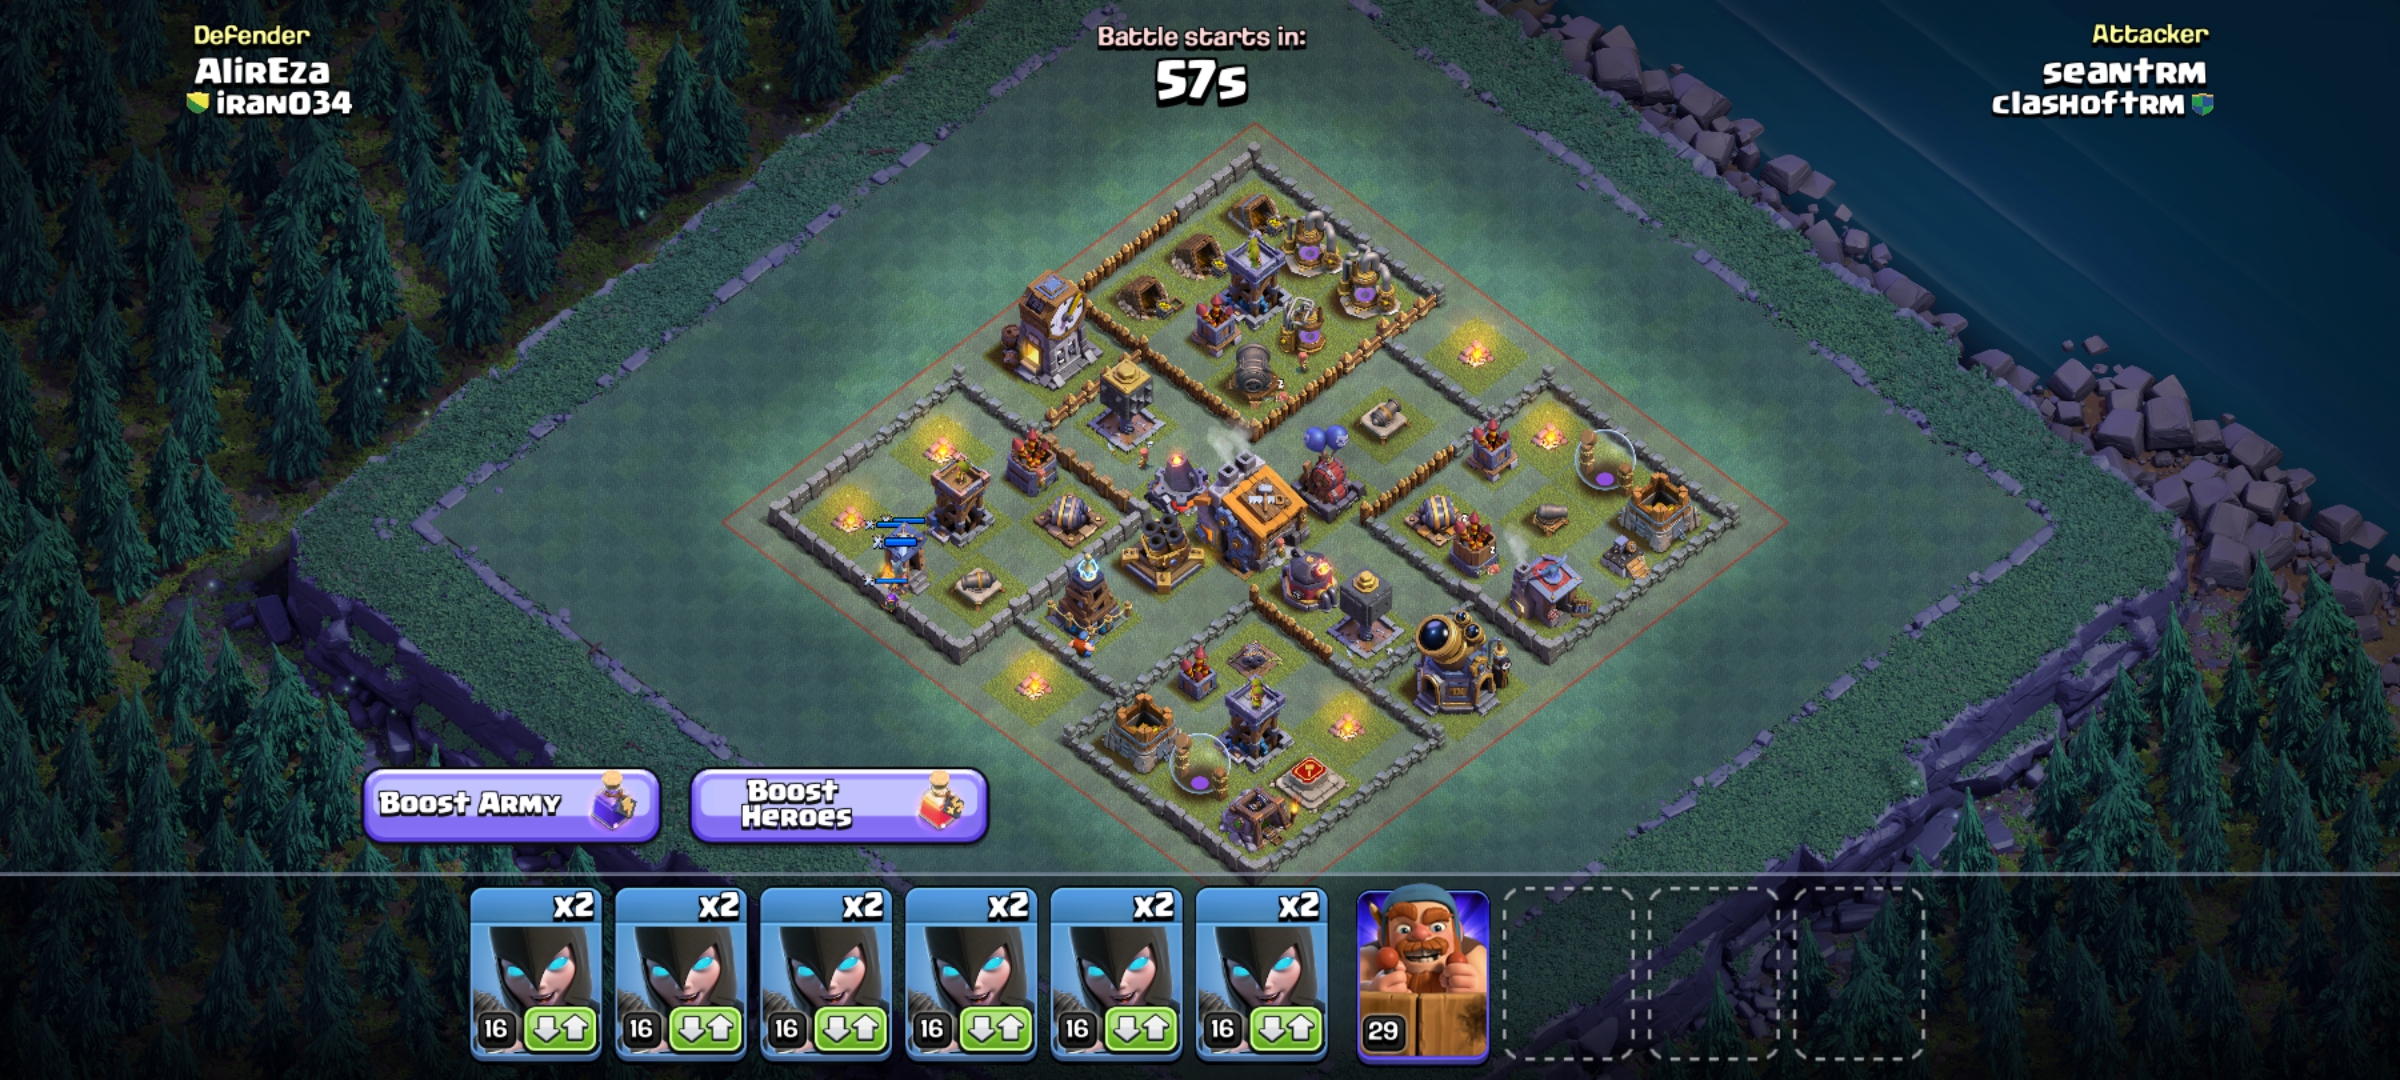 Defender
AlirEza
iran034
Battle starts in:
57s
Attacker
seantrm
clashoftrm
Boost Army
Boost
Heroes
x2
x2
x2
x2
x2
x2
16
16
16
16
16
16
29